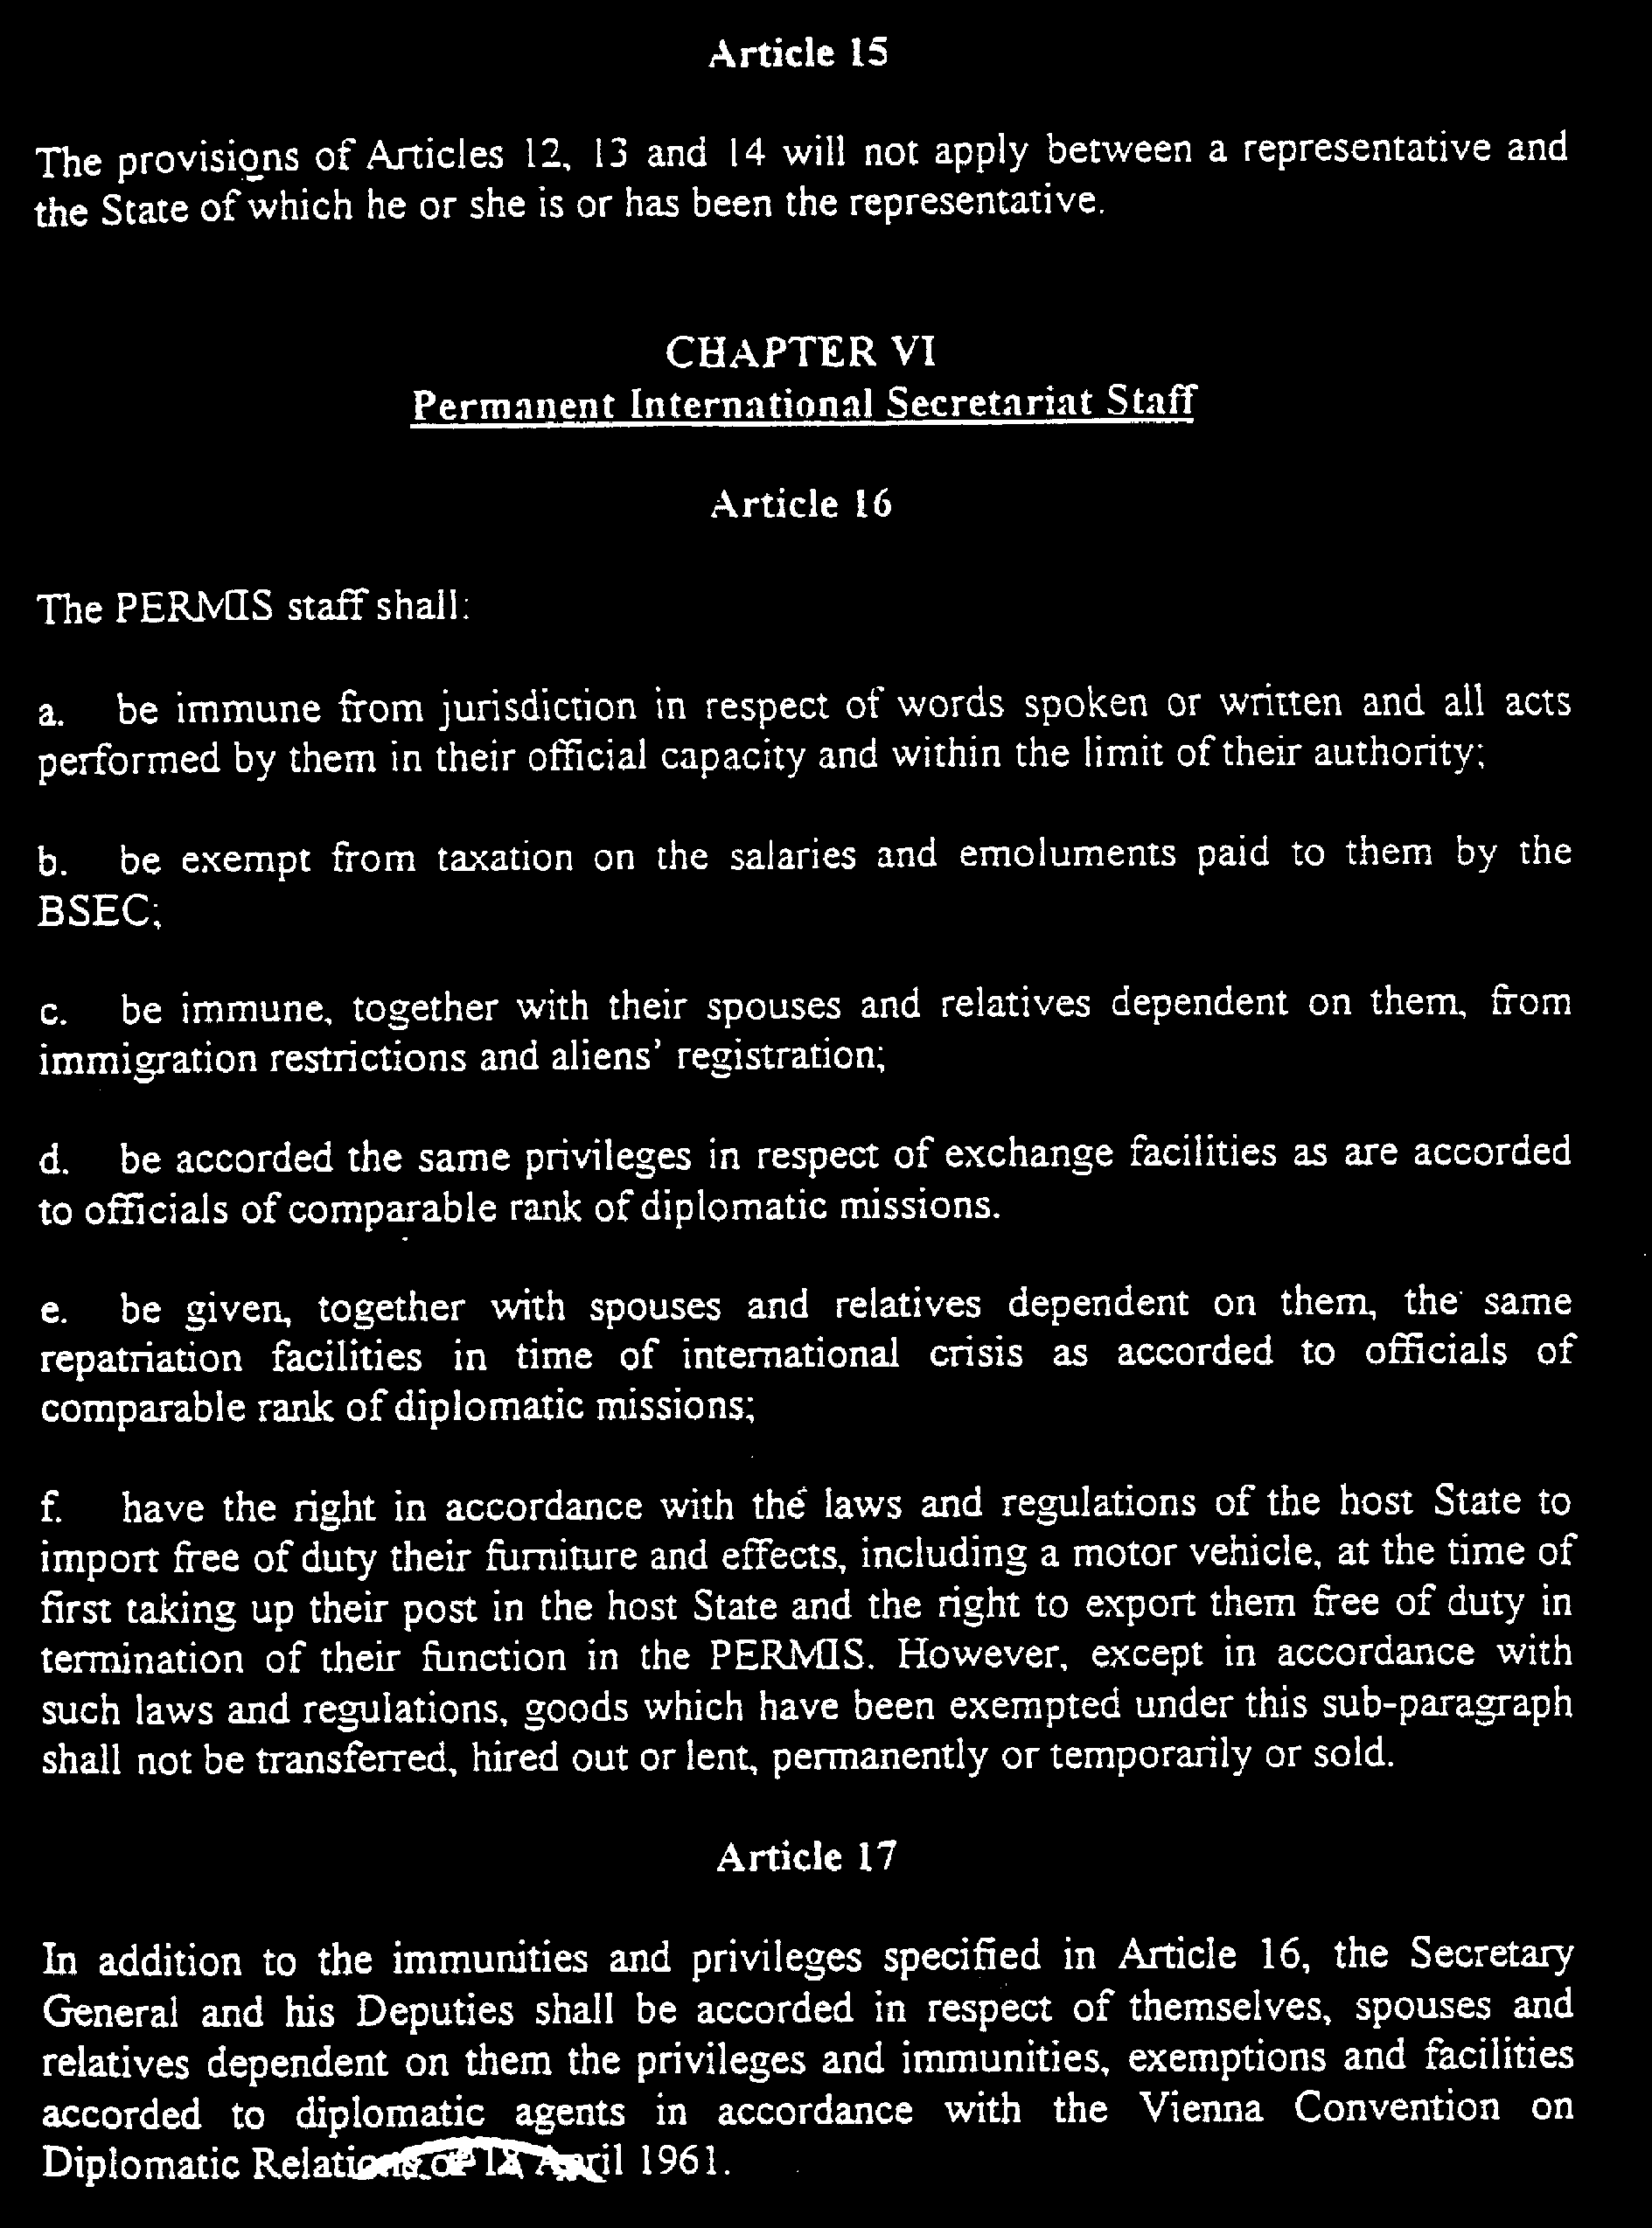 Article 15
The provisions of Articles 12, 13 and 14 will not apply between a representative and
the State of which he or she is or has been the representative.
CHAPTER VI
Permanent International Secretariat Staff
Article 16
The PERMIS staff shall:
a. be immune from jurisdiction in respect of words spoken or written and all acts
performed by them in their official capacity and within the limit of their authority;
b. be exempt from taxation on the salaries and emoluments paid to them by the
BSEC;
c. be immune, together with their spouses and relatives dependent on them, from
immigration restrictions and aliens' registration;
d. be accorded the same privileges in respect of exchange facilities as are accorded
to officials of comparable rank of diplomatic missions.
e. be given, together with spouses and relatives dependent on them, the same
repatriation facilities in time of international crisis as accorded to officials of
comparable rank of diplomatic missions;
f. have the right in accordance with the laws and regulations of the host State to
import free of duty their furniture and effects, including a motor vehicle, at the time of
first taking up their post in the host State and the right to export them free of duty in
termination of their function in the PERMIS. However, except in accordance with
such laws and regulations, goods which have been exempted under this sub-paragraph
shall not be transferred, hired out or lent, permanently or temporarily or sold.
Article 17
In addition to the immunities and privileges specified in Article 16, the Secretary
General and his Deputies shall be accorded in respect of themselves, spouses and
relatives dependent on them the privileges and immunities, exemptions and facilities
accorded to diplomatic agents in accordance with the Vienna Convention on
Diplomatic Relations of 18 April 1961.